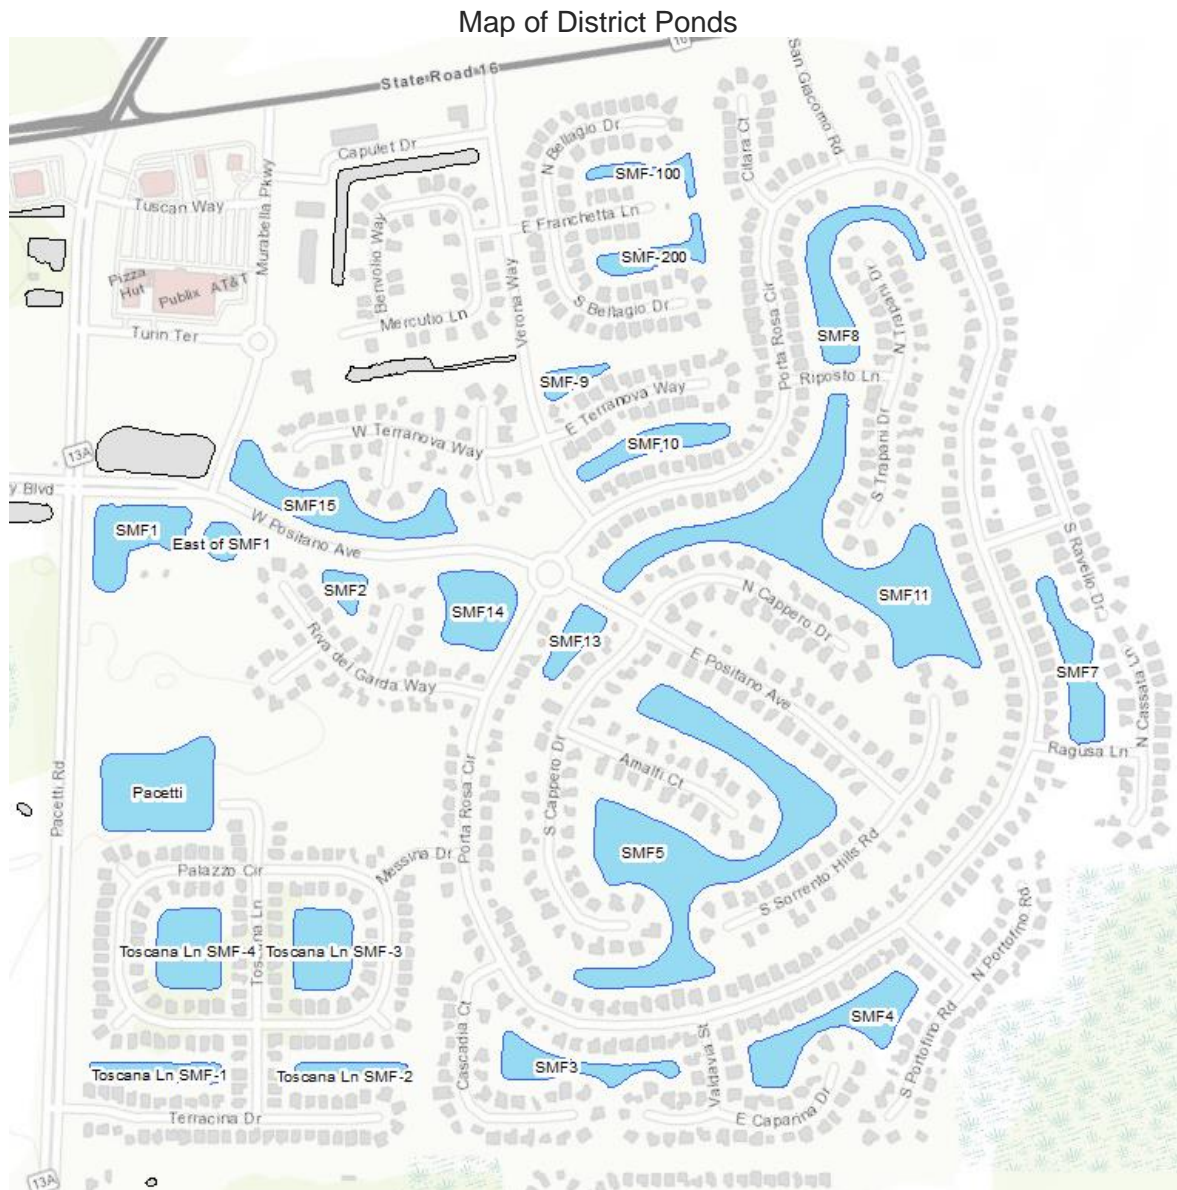 Map of District Ponds
State Road 16
16
San Giacomo Rd
Capulet Dr
N Bellagio Dr
Citara Ct
SMF-100
Tuscan Way
Murabella Pkwy
E Franchetta Ln
Benvolio Way
SMF-200
Pizza
Hut
Publix
AT&T
Verona Way
N Trapani Dr
S Bellagio Dr
Mercutio Ln
Turin Ter
Porta Rosa Cir
SMF8
SMF-9
Riposto Ln
E Terranova Way
W Terranova Way
SMF10
13A
S Trapani Dr
y Blvd
SMF15
SMF1
East of SMF1
W Positano Ave
S Ravello Dr
SMF2
SMF14
SMF13
N Cappero Dr
SMF11
Riva del Garda Way
E Positano Ave
SMF7
N Cassata Ln
Ragusa Ln
Pacetti Rd
Pacetti
Porta Rosa Cir
S Cappero Dr
Amalfi Ct
SMF5
Messina Dr
Palazzo Cir
S Sorrento Hills Rd
Toscana Ln
Toscana Ln SMF-4
Toscana Ln SMF-3
N Portofino Rd
SMF4
S Portofino Rd
Cascadia Ct
SMF3
Valdavia St
Toscana Ln SMF-1
Toscana Ln SMF-2
Terracina Dr
E Caparina Dr
13A